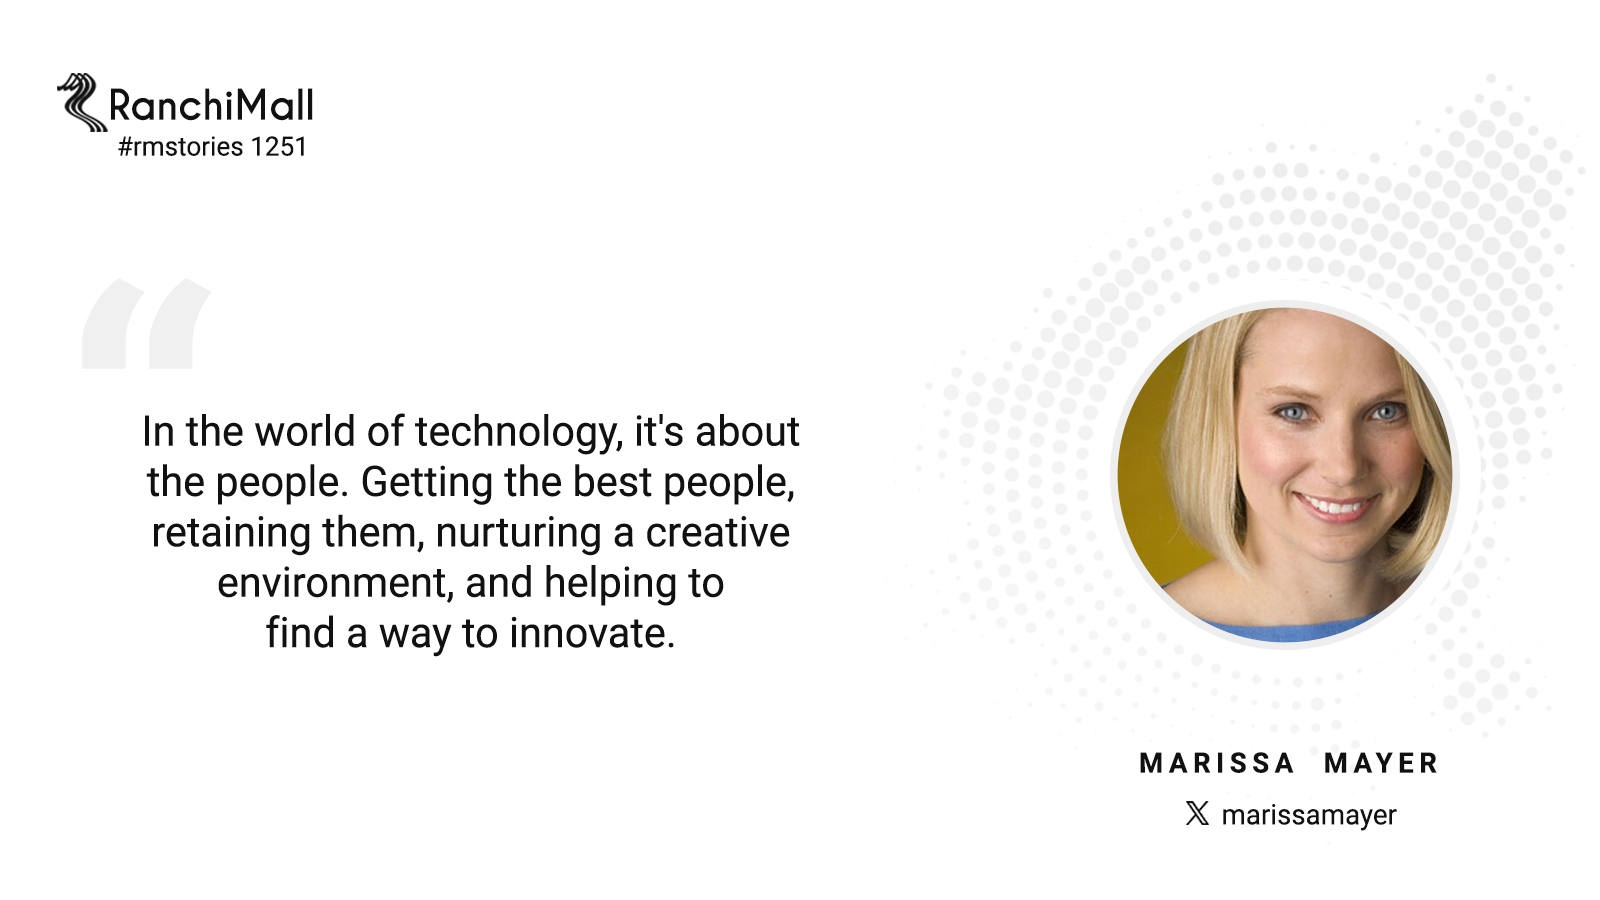 RanchiMall
#rmstories 1251
In the world of technology, it's about
the people. Getting the best people,
retaining them, nurturing a creative
environment, and helping to
find a way to innovate.
MARISSA MAYER
𝕏 marissamayer